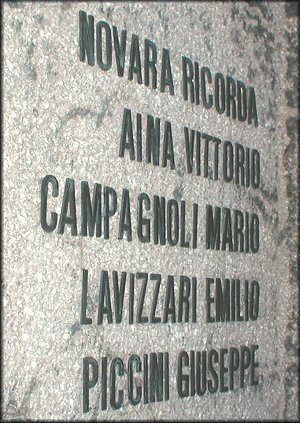 NOVARA RICORDA
AINA VITTORIO
CAMPAGNOLI MARIO
LAVIZZARI EMILIO
PICCINI GIUSEPPE